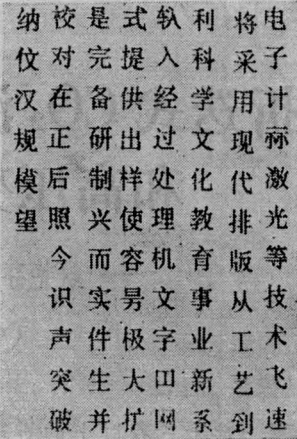 电子计祘激光等技术飞速
将采用现代排版从工艺到
利科学文化教育事业新系
入经过处理机文字网
式提供出样使容极大扩
是完备研制兴而实件生并
校对在正后照今识声突破
纳汉规模望